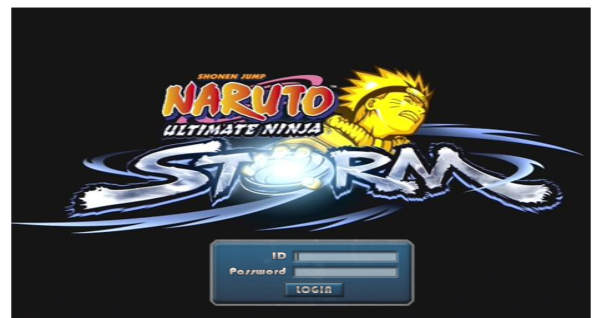 SHONEN JUMP
NARUTO
ULTIMATE NINJA
STORM
ID
Password
LOGIN